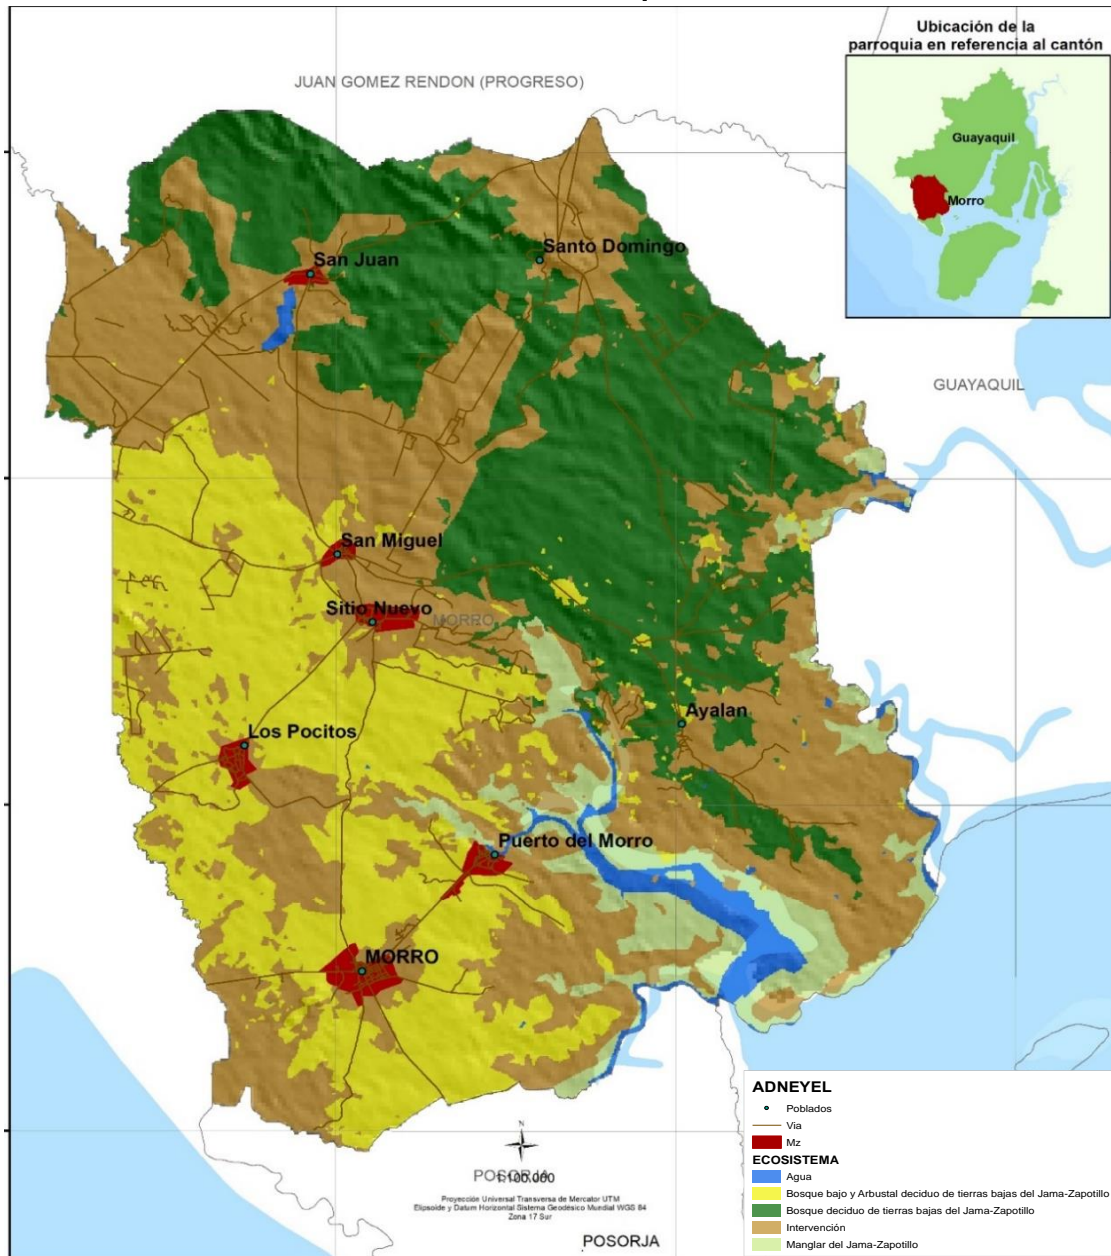 Ubicación de la
parroquia en referencia al cantón
Guayaquil
Morro
JUAN GOMEZ RENDON (PROGRESO)
Santo Domingo
San Juan
GUAYAQUIL
San Miguel
Sitio Nuevo
MORRO
Ayalan
Los Pocitos
Puerto del Morro
MORRO
N
POSORJA
1:100.000
Proyección Universal Transversa de Mercator UTM
Elipsoide y Datum Horizontal Sistema Geodésico Mundial WGS 84
Zona 17 Sur
POSORJA
ADNEYEL
Poblados
Via
Mz
ECOSISTEMA
Agua
Bosque bajo y Arbustal deciduo de tierras bajas del Jama-Zapotillo
Bosque deciduo de tierras bajas del Jama-Zapotillo
Intervención
Manglar del Jama-Zapotillo